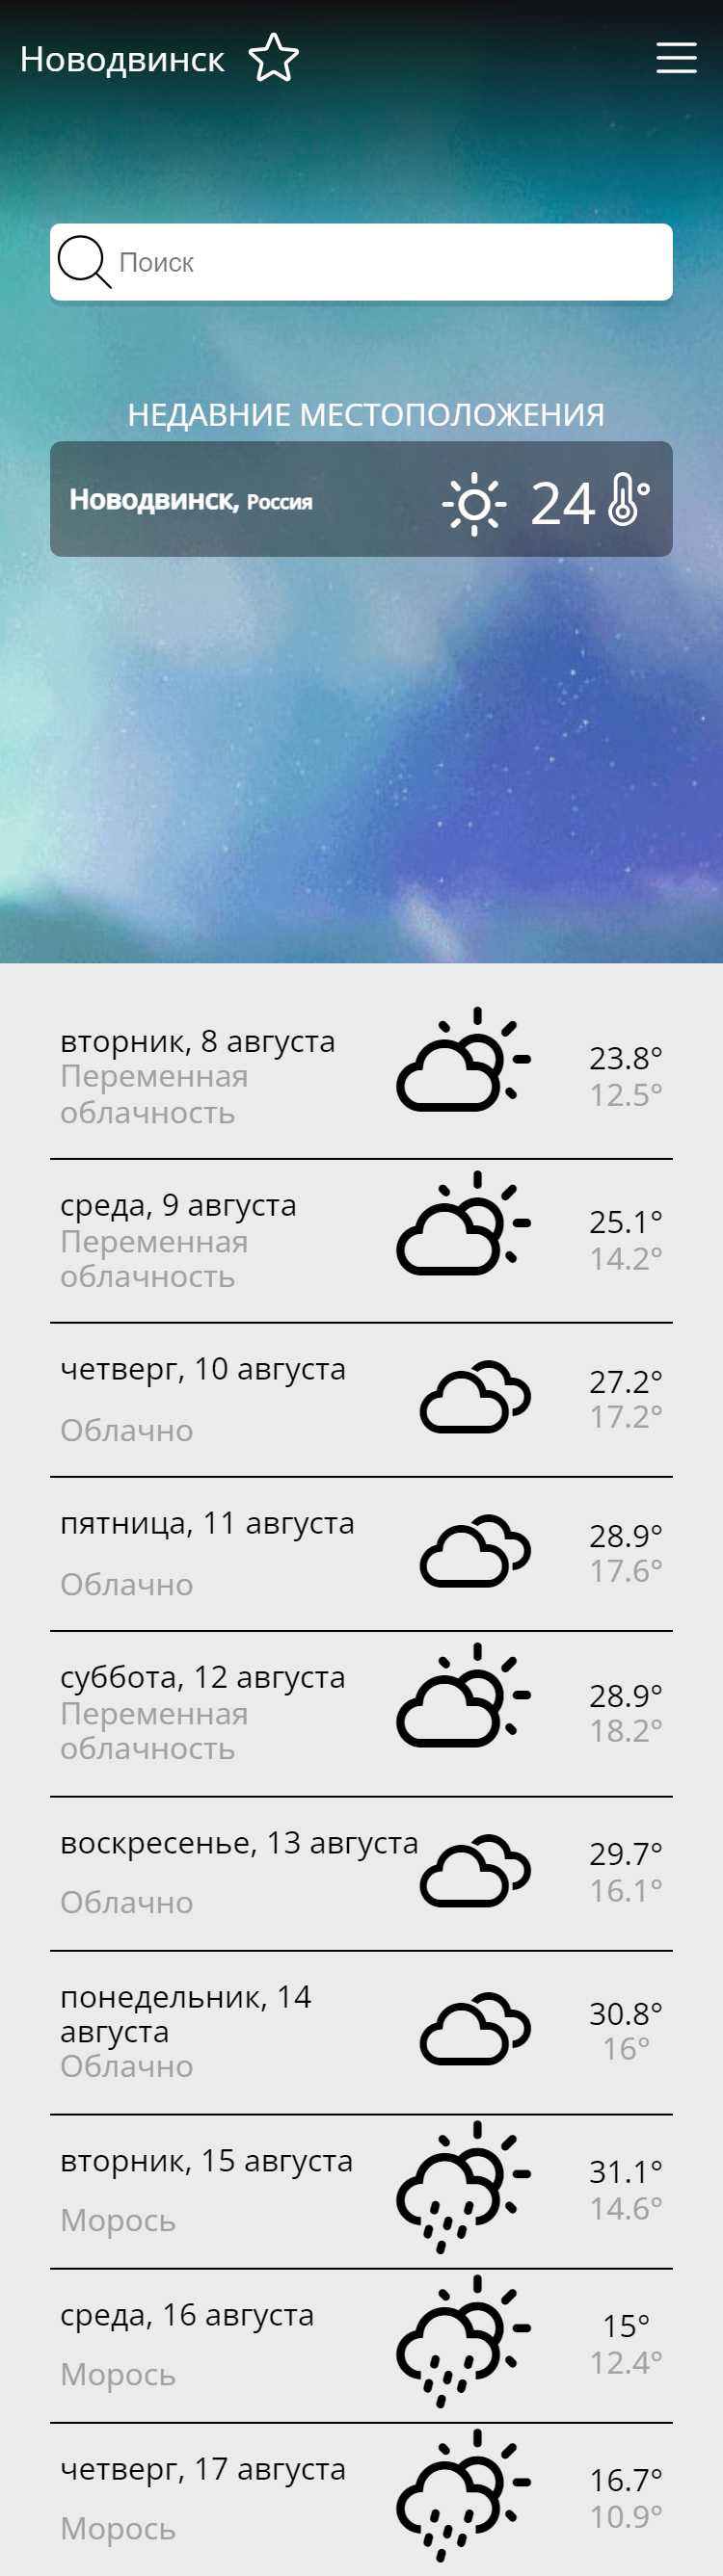 Новодвинск
Поиск
НЕДАВНИЕ МЕСТОПОЛОЖЕНИЯ
Новодвинск, Россия 24 °
вторник, 8 августа
Переменная
облачность
23.8°
12.5°
среда, 9 августа
Переменная
облачность
25.1°
14.2°
четверг, 10 августа
Облачно
27.2°
17.2°
пятница, 11 августа
Облачно
28.9°
17.6°
суббота, 12 августа
Переменная
облачность
28.9°
18.2°
воскресенье, 13 августа
Облачно
29.7°
16.1°
понедельник, 14
августа
Облачно
30.8°
16°
вторник, 15 августа
Морось
31.1°
14.6°
среда, 16 августа
Морось
15°
12.4°
четверг, 17 августа
Морось
16.7°
10.9°